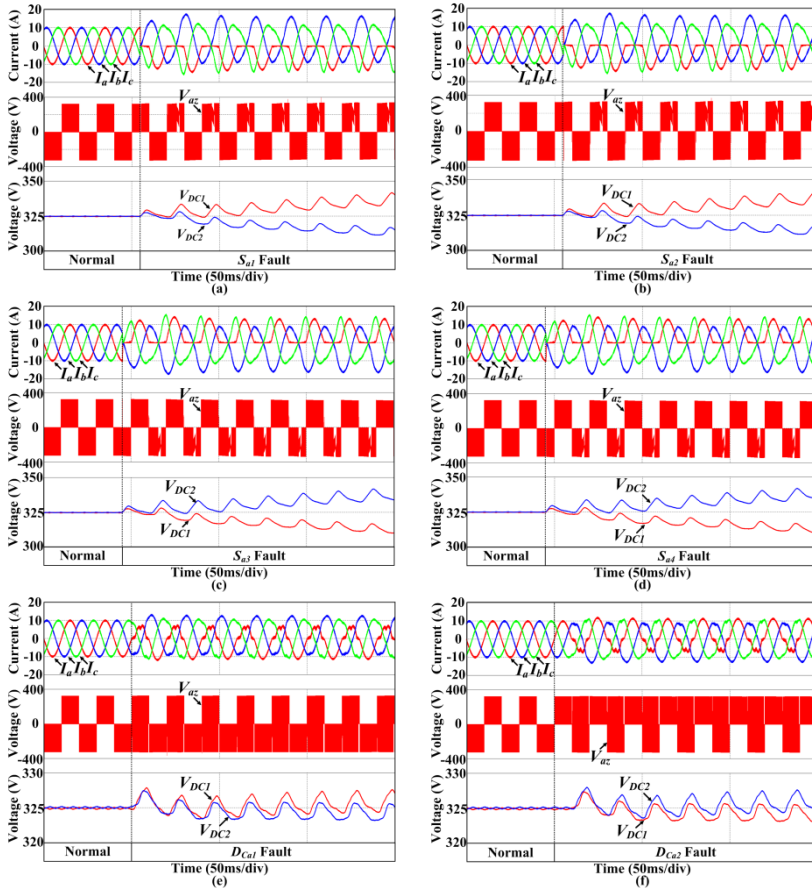 20
10
0
-10
-20
Current (A)
Ia Ib Ic
400
0
-400
Voltage (V)
Vaz
350
325
300
Voltage (V)
VDC1
VDC2
Normal
Sa1 Fault
Time (50ms/div)
(a)
20
10
0
-10
-20
Current (A)
Ia Ib Ic
400
0
-400
Voltage (V)
Vaz
350
325
300
Voltage (V)
VDC1
VDC2
Normal
Sa2 Fault
Time (50ms/div)
(b)
20
10
0
-10
-20
Current (A)
Ia Ib Ic
400
0
-400
Voltage (V)
Vaz
350
325
300
Voltage (V)
VDC2
VDC1
Normal
Sa3 Fault
Time (50ms/div)
(c)
20
10
0
-10
-20
Current (A)
Ia Ib Ic
400
0
-400
Voltage (V)
Vaz
350
325
300
Voltage (V)
VDC2
VDC1
Normal
Sa4 Fault
Time (50ms/div)
(d)
20
10
0
-10
-20
Current (A)
Ia Ib Ic
400
0
-400
Voltage (V)
Vaz
330
325
320
Voltage (V)
VDC1
VDC2
Normal
DCa1 Fault
Time (50ms/div)
(e)
20
10
0
-10
-20
Current (A)
Ia Ib Ic
400
0
-400
Voltage (V)
Vaz
330
325
320
Voltage (V)
VDC2
VDC1
Normal
DCa2 Fault
Time (50ms/div)
(f)